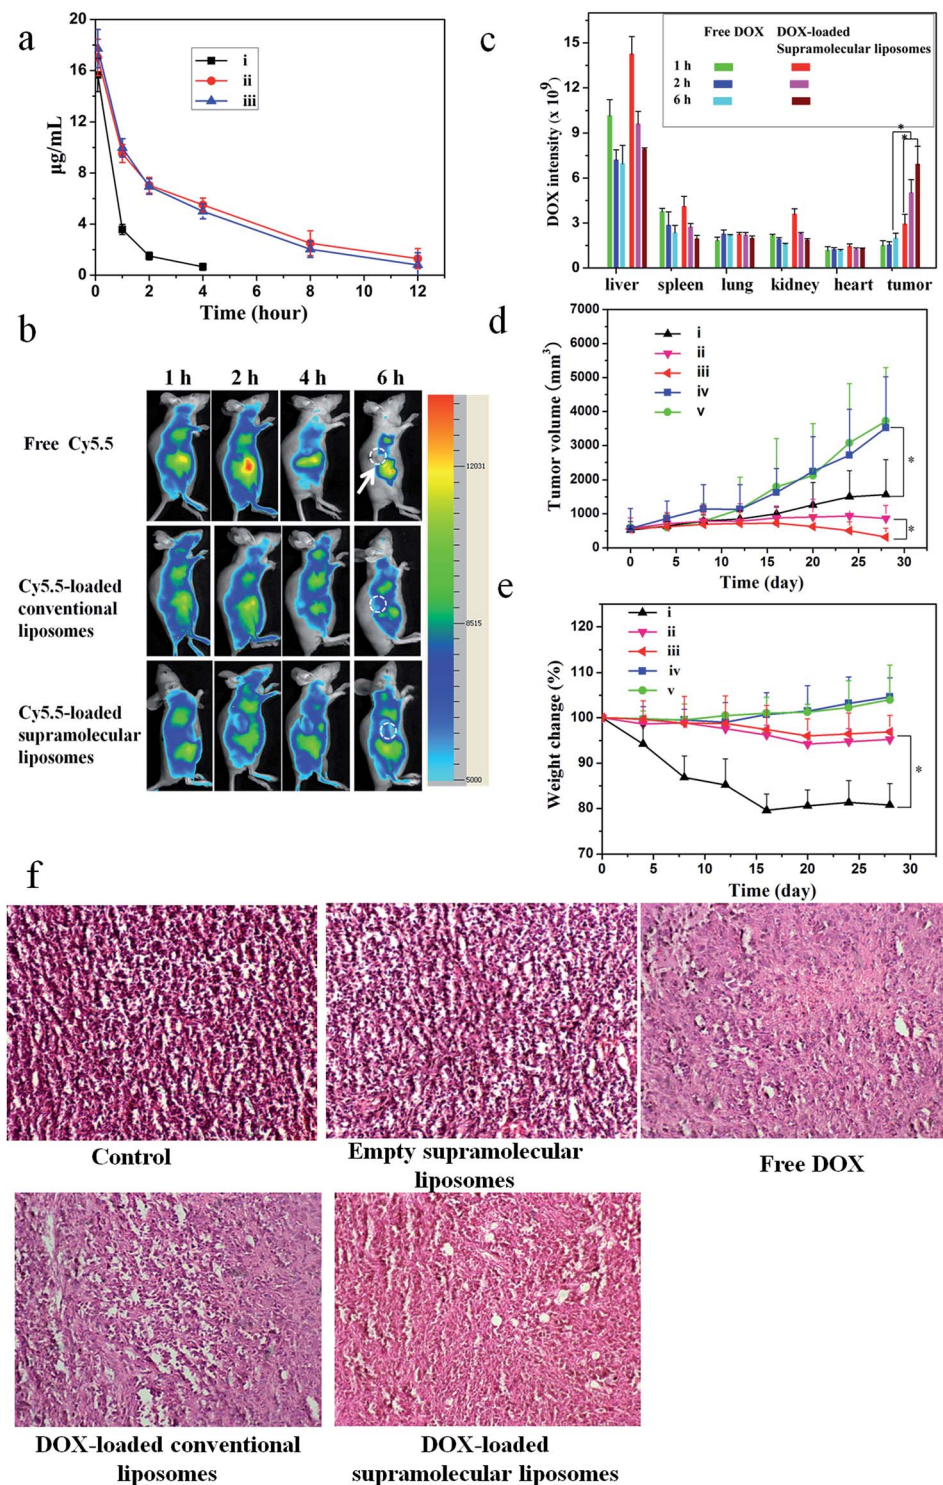 a
20
16
12
8
4
0
µg/mL
i
ii
iii
0
2
4
6
8
10
12
Time (hour)
c
15
12
9
6
3
0
DOX intensity (x 10⁹)
Free DOX
DOX-loaded
Supramolecular liposomes
1 h
2 h
6 h
*
*
liver
spleen
lung
kidney
heart
tumor
b
1 h
2 h
4 h
6 h
Free Cy5.5
Cy5.5-loaded
conventional
liposomes
Cy5.5-loaded
supramolecular
liposomes
12031
8515
5000
d
7000
6000
5000
4000
3000
2000
1000
0
Tumor volume (mm³)
i
ii
iii
iv
v
*
*
0
5
10
15
20
25
30
Time (day)
e
120
110
100
90
80
70
Weight change (%)
i
ii
iii
iv
v
*
0
5
10
15
20
25
30
Time (day)
f
Control
Empty supramolecular
liposomes
Free DOX
DOX-loaded conventional
liposomes
DOX-loaded
supramolecular liposomes